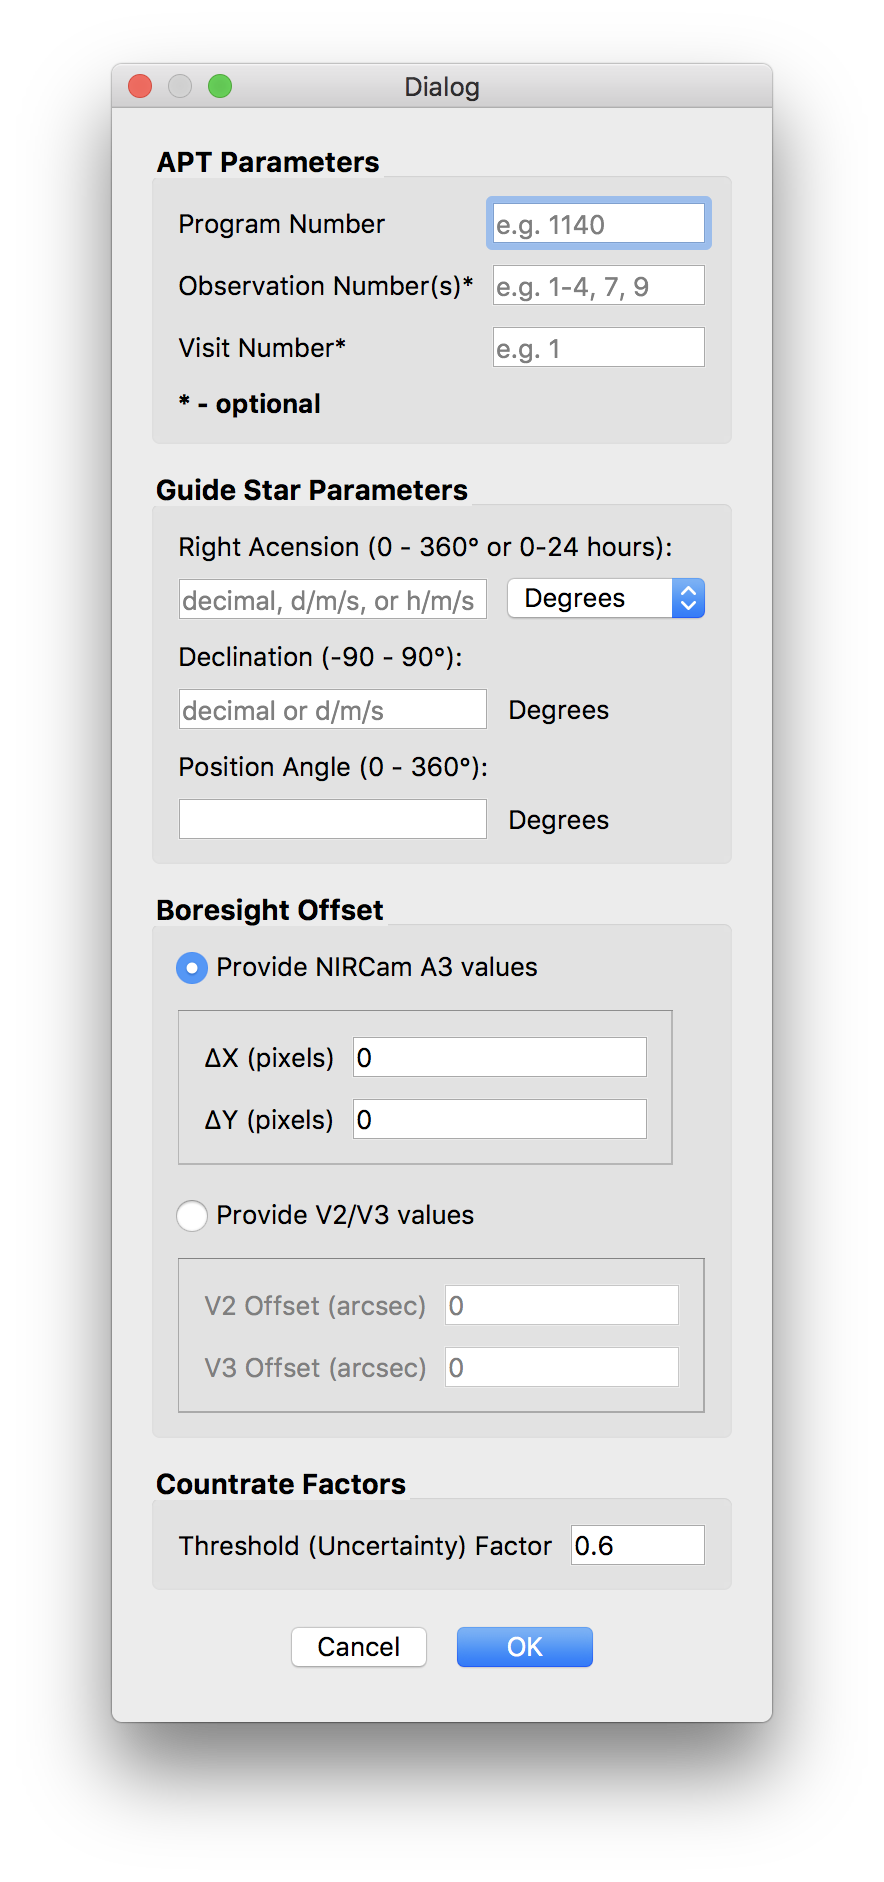 Dialog
APT Parameters
Program Number e.g. 1140
Observation Number(s)* e.g. 1-4, 7, 9
Visit Number* e.g. 1
* - optional
Guide Star Parameters
Right Acension (0 - 360° or 0-24 hours):
decimal, d/m/s, or h/m/s Degrees
Declination (-90 - 90°):
decimal or d/m/s Degrees
Position Angle (0 - 360°):
Degrees
Boresight Offset
Provide NIRCam A3 values
ΔX (pixels) 0
ΔY (pixels) 0
Provide V2/V3 values
V2 Offset (arcsec) 0
V3 Offset (arcsec) 0
Countrate Factors
Threshold (Uncertainty) Factor 0.6
Cancel OK